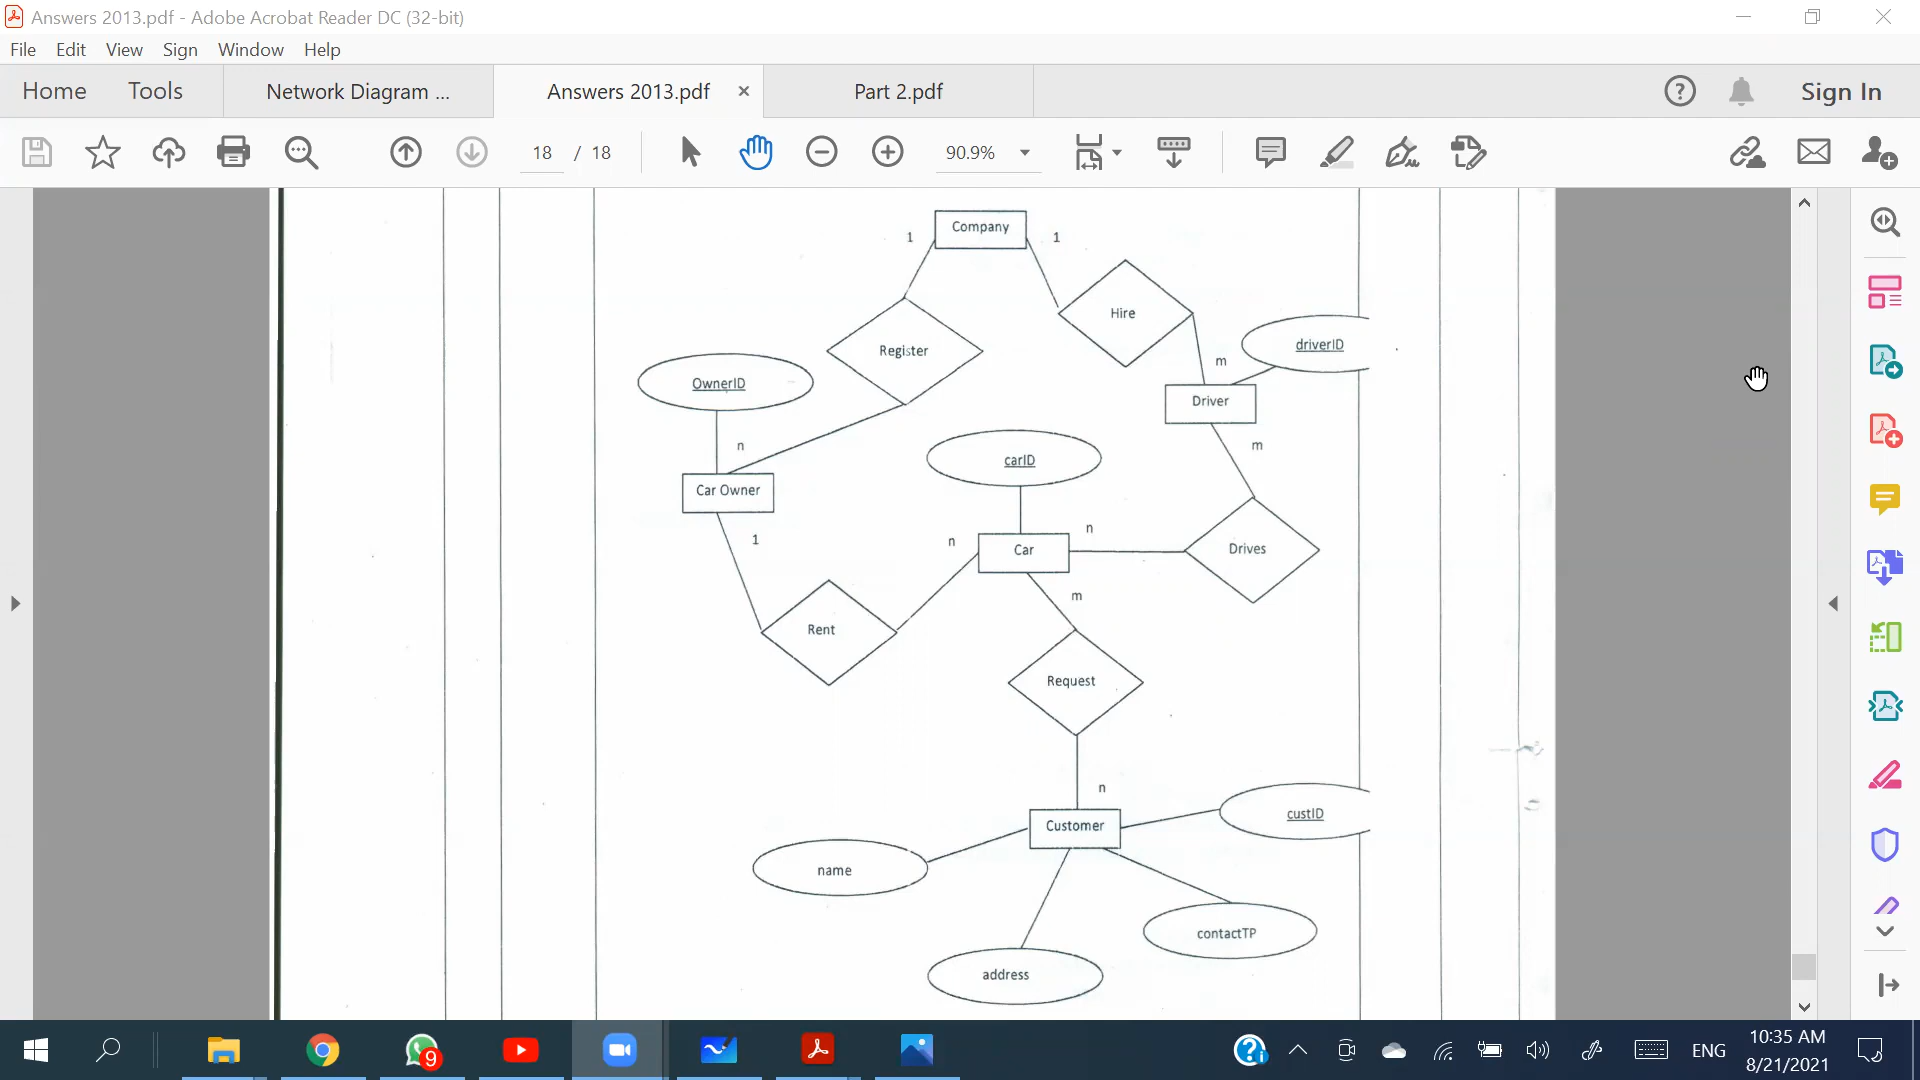 Answers 2013.pdf - Adobe Acrobat Reader DC (32-bit)
File Edit View Sign Window Help
Home Tools Network Diagram ... Answers 2013.pdf × Part 2.pdf ? Sign In
18 / 18 90.9%
Company
1 1
Hire
Register
driverID
m
OwnerID
Driver
n m
carID
Car Owner
1 n n
Car Drives
m
Rent
Request
n
custID
Customer
name
contactTP
address
9
? ENG
10:35 AM
8/21/2021